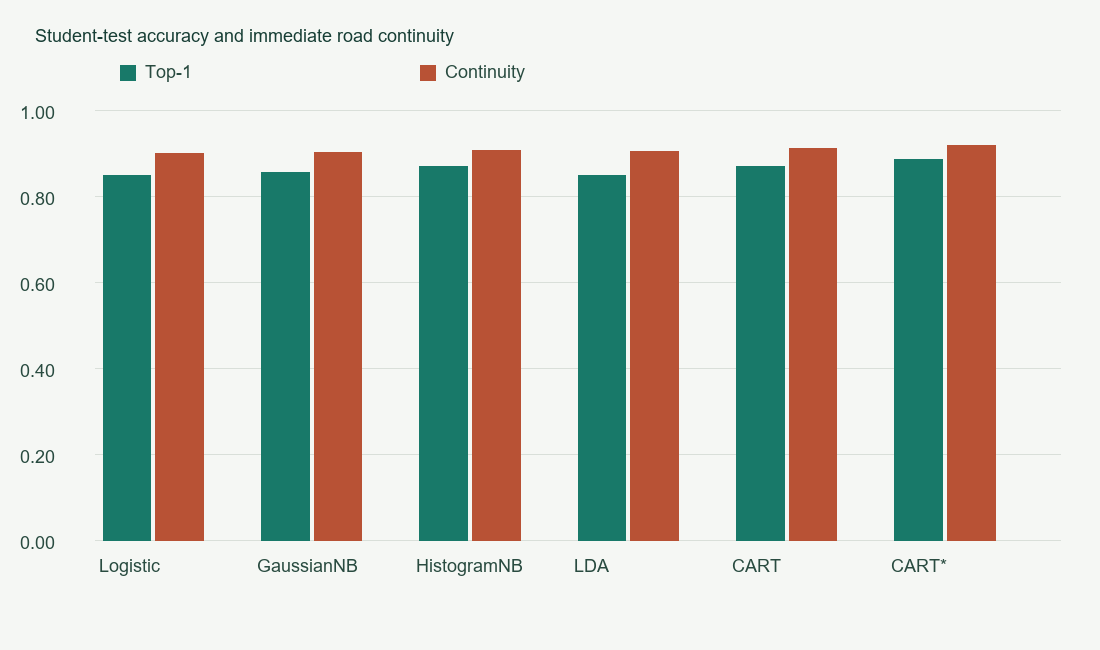 Student-test accuracy and immediate road continuity
Top-1 Continuity
1.00
0.80
0.60
0.40
0.20
0.00
Logistic GaussianNB HistogramNB LDA CART CART*